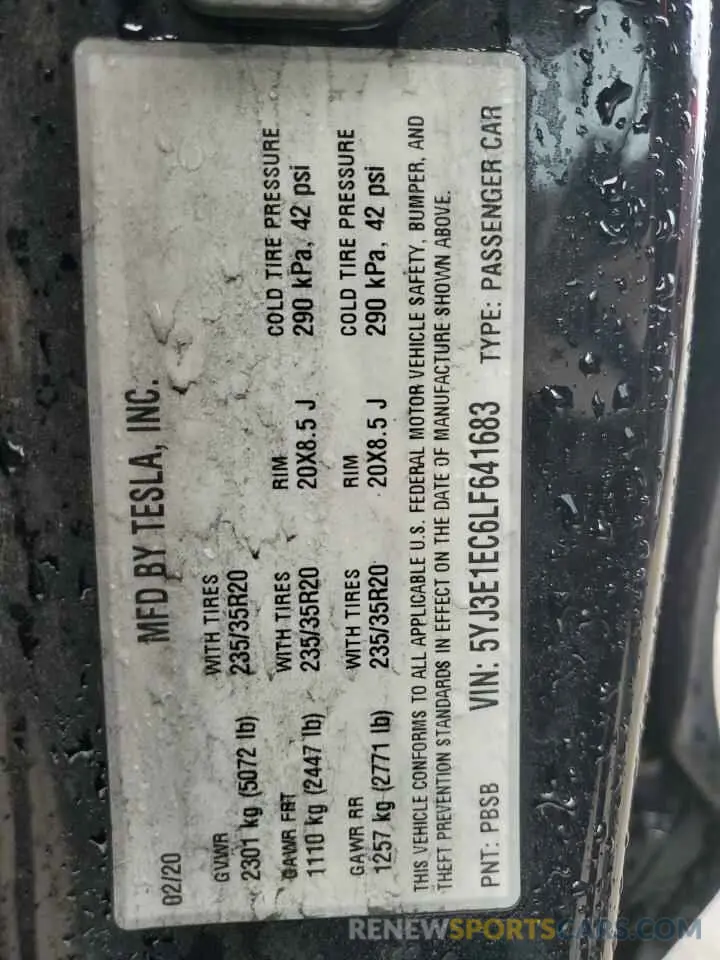 MFD BY TESLA, INC.
02/20
GVWR
2301 kg (5072 lb)
WITH TIRES
235/35R20
GAWR FRT
1110 kg (2447 lb)
WITH TIRES
235/35R20
RIM
20X8.5 J
COLD TIRE PRESSURE
290 kPa, 42 psi
GAWR RR
1257 kg (2771 lb)
WITH TIRES
235/35R20
RIM
20X8.5 J
COLD TIRE PRESSURE
290 kPa, 42 psi
THIS VEHICLE CONFORMS TO ALL APPLICABLE U.S. FEDERAL MOTOR VEHICLE SAFETY, BUMPER, AND
THEFT PREVENTION STANDARDS IN EFFECT ON THE DATE OF MANUFACTURE SHOWN ABOVE.
PNT: PBSB VIN: 5YJ3E1EC6LF641683 TYPE: PASSENGER CAR
RENEWSPORTSCARS.COM